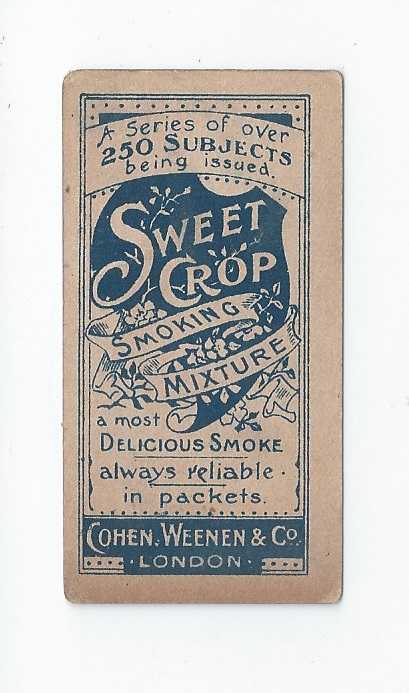 A Series of over
250 SUBJECTS
being issued.
SWEET
CROP
SMOKING
MIXTURE
a most
DELICIOUS SMOKE
always reliable.
in packets.
COHEN, WEENEN & Co.
· LONDON ·